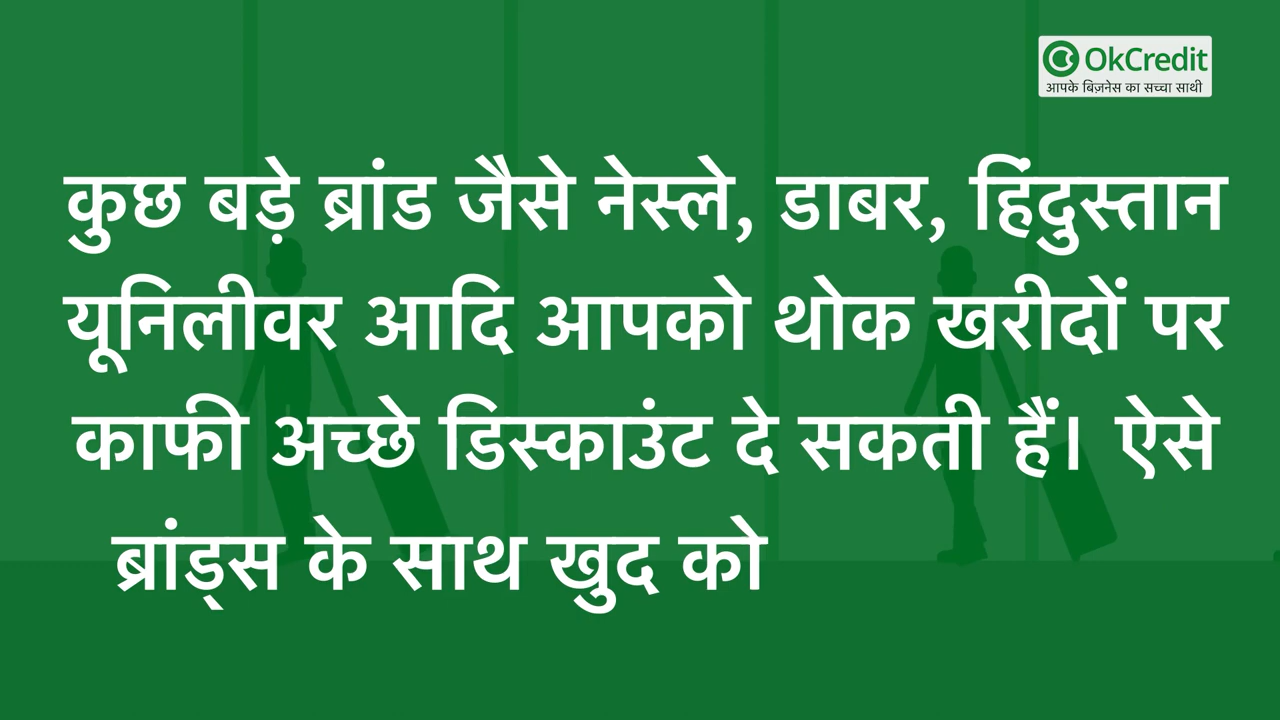 OkCredit
आपके बिज़नेस का सच्चा साथी
कुछ बड़े ब्रांड जैसे नेस्ले, डाबर, हिंदुस्तान
यूनिलीवर आदि आपको थोक खरीदों पर
काफी अच्छे डिस्काउंट दे सकती हैं। ऐसे
ब्रांड्स के साथ खुद को